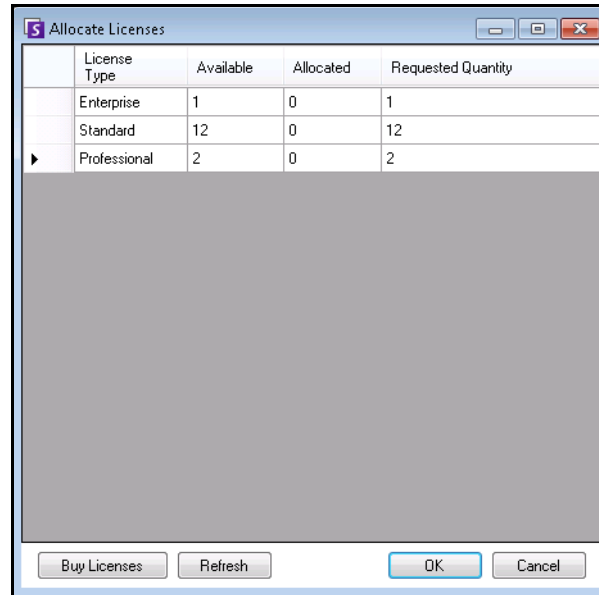 S Allocate Licenses
License Type Available Allocated Requested Quantity
Enterprise 1 0 1
Standard 12 0 12
Professional 2 0 2
Buy Licenses Refresh OK Cancel